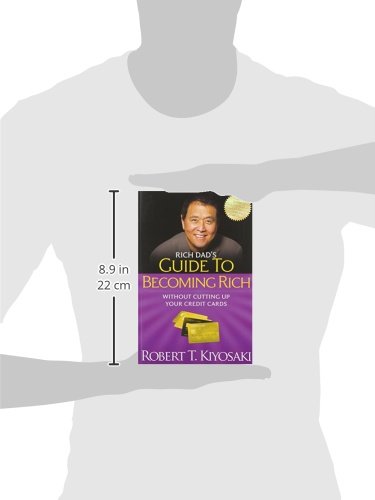 8.9 in
22 cm
RICH DAD'S
GUIDE TO
BECOMING RICH
WITHOUT CUTTING UP
YOUR CREDIT CARDS
ROBERT T. KIYOSAKI